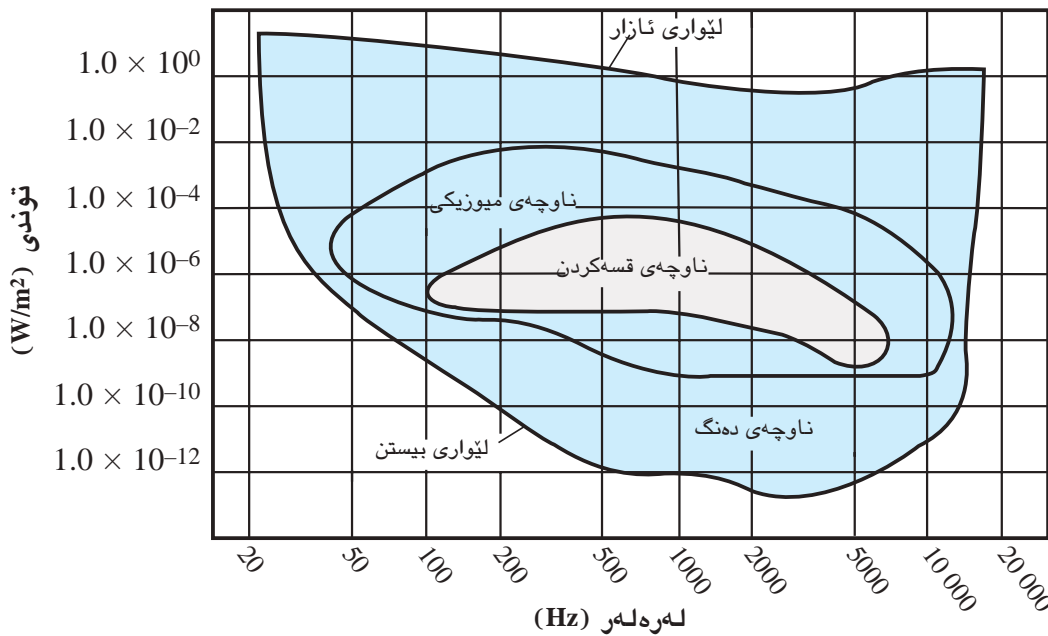 لێواری ئازار
1.0 × 10⁰
1.0 × 10⁻²
1.0 × 10⁻⁴
1.0 × 10⁻⁶
1.0 × 10⁻⁸
1.0 × 10⁻¹⁰
1.0 × 10⁻¹²
توندی (W/m²)
ناوچەی میوزیکی
ناوچەی قسەکردن
ناوچەی دەنگ
لێواری بیستن
20
50
100
200
500
1000
2000
5000
10 000
20 000
لەرەلەر (Hz)